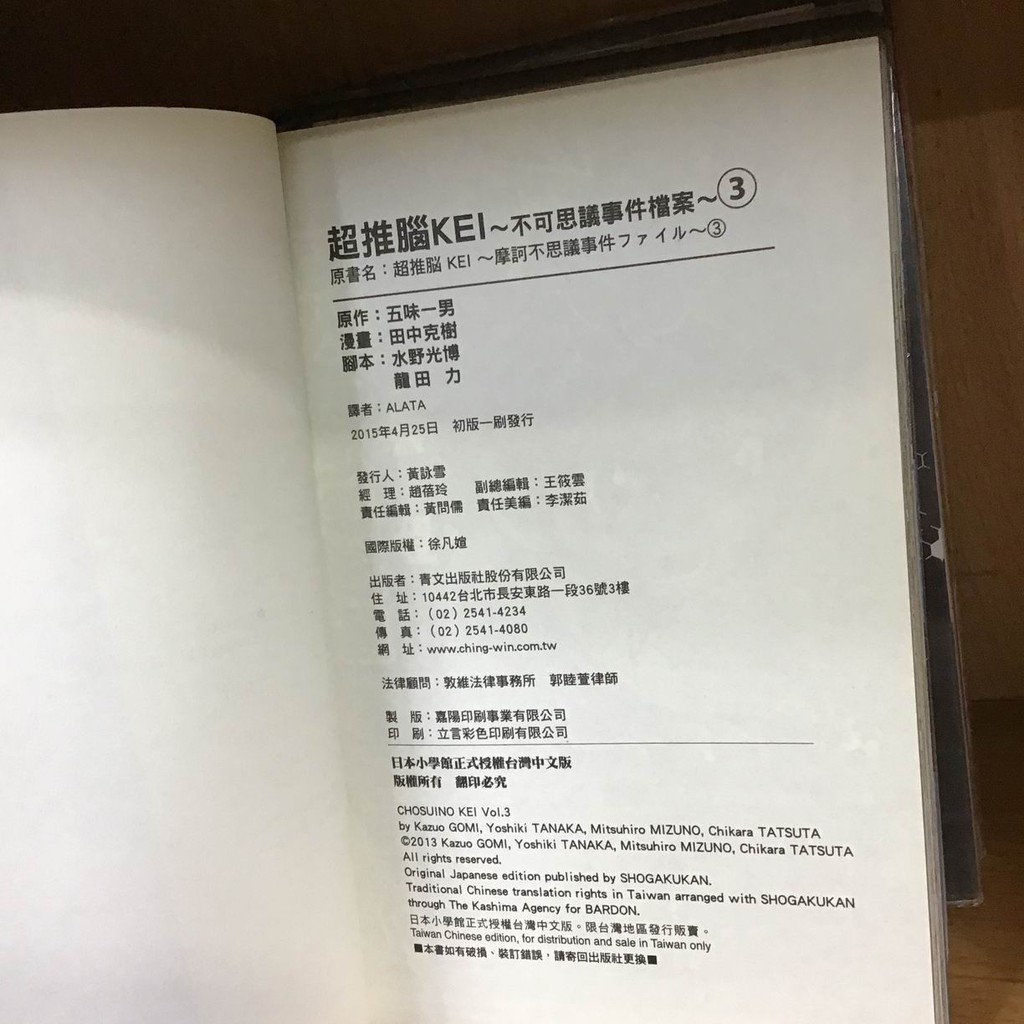 超推腦KEI～不可思議事件檔案～③
原書名：超推脳 KEI ～摩訶不思議事件ファイル～③
原作：五味一男
漫畫：田中克樹
腳本：水野光博
龍田　力
譯者：ALATA
2015年4月25日　初版一刷發行
發行人：黃詠雪
經　理：趙蓓玲　　副總編輯：王筱雲
責任編輯：黃問儒　責任美編：李潔茹
國際版權：徐凡媗
出版者：青文出版社股份有限公司
住　址：10442台北市長安東路一段36號3樓
電　話：（02）2541-4234
傳　真：（02）2541-4080
網　址：www.ching-win.com.tw
法律顧問：敦維法律事務所　郭睦萱律師
製　版：嘉陽印刷事業有限公司
印　刷：立言彩色印刷有限公司
日本小學館正式授權台灣中文版
版權所有　翻印必究
CHOSUINO KEI Vol.3
by Kazuo GOMI, Yoshiki TANAKA, Mitsuhiro MIZUNO, Chikara TATSUTA
©2013 Kazuo GOMI, Yoshiki TANAKA, Mitsuhiro MIZUNO, Chikara TATSUTA
All rights reserved.
Original Japanese edition published by SHOGAKUKAN.
Traditional Chinese translation rights in Taiwan arranged with SHOGAKUKAN
through The Kashima Agency for BARDON.
日本小學館正式授權台灣中文版。限台灣地區發行販賣。
Taiwan Chinese edition, for distribution and sale in Taiwan only
■本書如有破損、裝訂錯誤，請寄回出版社更換■